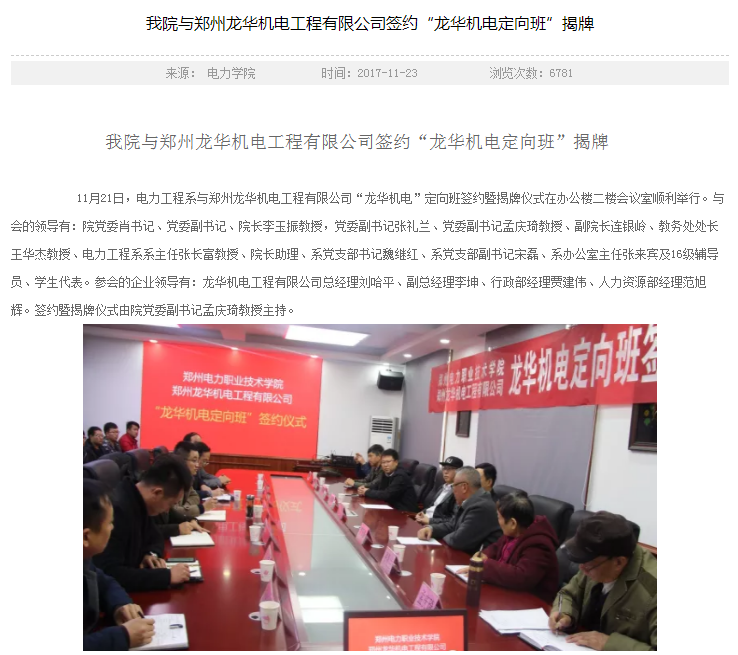 我院与郑州龙华机电工程有限公司签约“龙华机电定向班”揭牌
来源： 电力学院 时间：2017-11-23 浏览次数：6781
我院与郑州龙华机电工程有限公司签约“龙华机电定向班”揭牌
11月21日，电力工程系与郑州龙华机电工程有限公司“龙华机电”定向班签约暨揭牌仪式在办公楼二楼会议室顺利举行。与
会的领导有：院党委肖书记、党委副书记、院长李玉振教授，党委副书记张礼兰、党委副书记孟庆琦教授、副院长连银岭、教务处处长
王华杰教授、电力工程系系主任张长富教授、院长助理、系党支部书记魏继红、系党支部副书记宋磊、系办公室主任张来宾及16级辅导
员、学生代表。参会的企业领导有：龙华机电工程有限公司总经理刘哈平、副总经理李坤、行政部经理贾建伟、人力资源部经理范旭
辉。签约暨揭牌仪式由院党委副书记孟庆琦教授主持。
郑州电力职业技术学院
郑州龙华机电工程有限公司
“龙华机电定向班”签约仪式
郑州电力职业技术学院
郑州龙华机电工程有限公司
龙华机电定向班签
郑州电力职业技术学院
郑州龙华机电工程有限公司